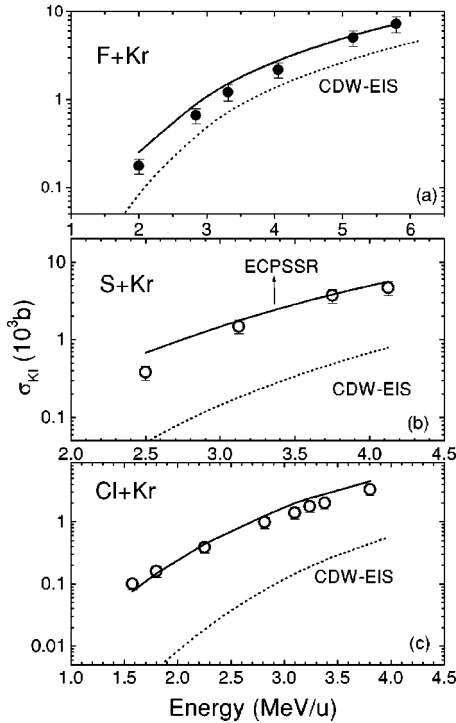 10
F+Kr
1
CDW-EIS
0.1
(a)
2 3 4 5 6
10
ECPSSR
S+Kr
1
CDW-EIS
0.1
(b)
2.0 2.5 3.0 3.5 4.0 4.5
σKI (10³b)
Cl+Kr
1
0.1
CDW-EIS
0.01
(c)
1.0 1.5 2.0 2.5 3.0 3.5 4.0 4.5
Energy (MeV/u)